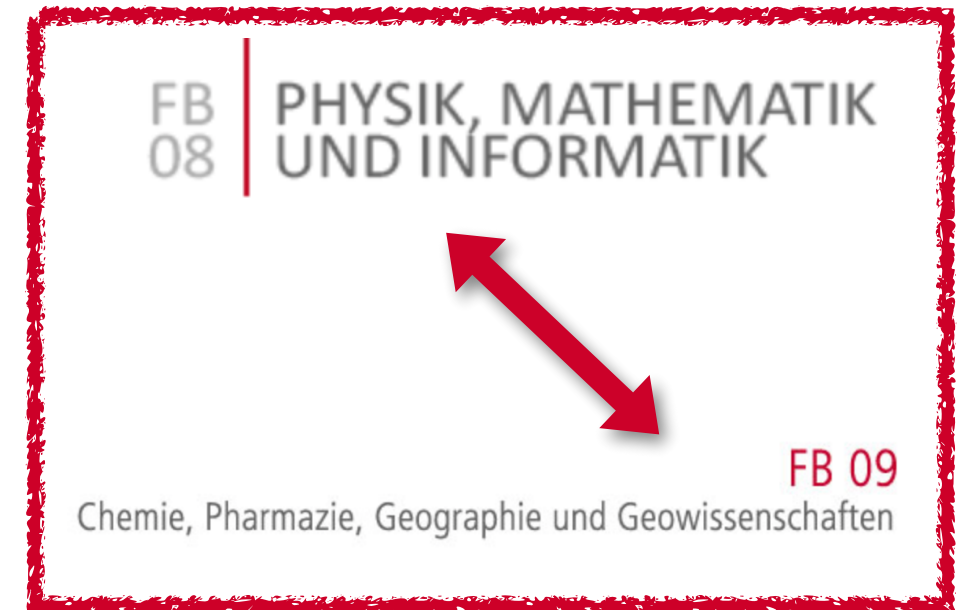 FB
08
PHYSIK, MATHEMATIK
UND INFORMATIK
FB 09
Chemie, Pharmazie, Geographie und Geowissenschaften